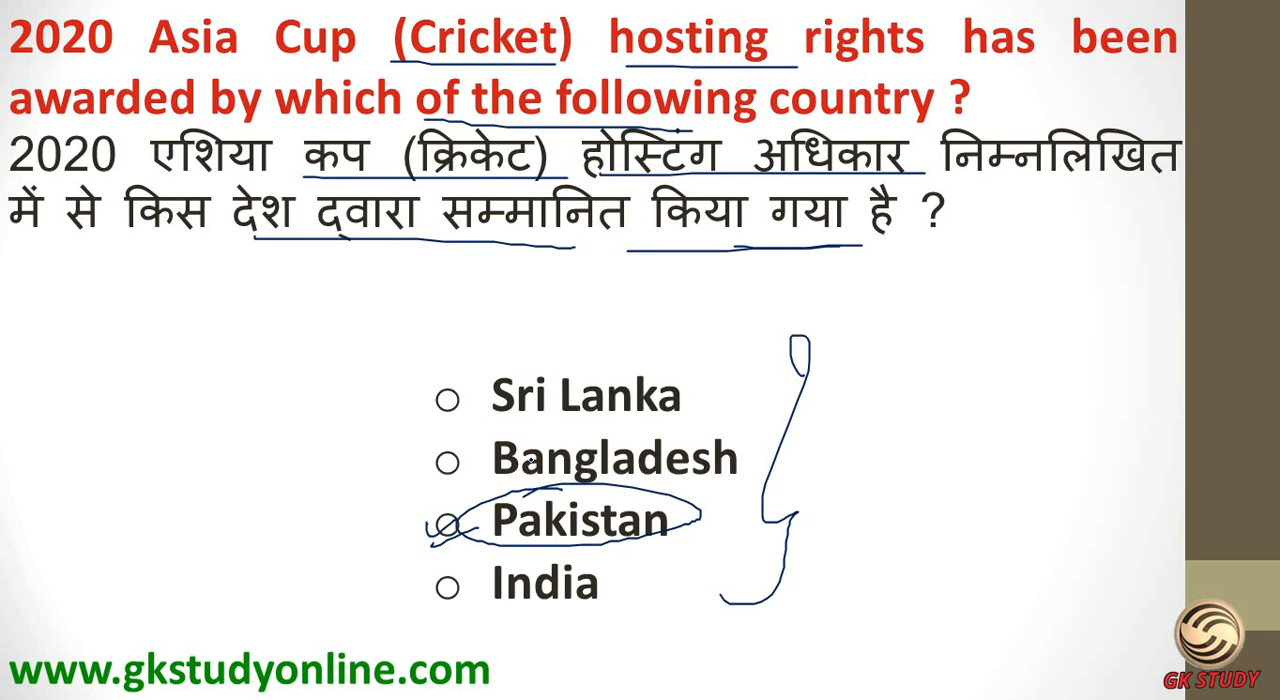 2020 Asia Cup (Cricket) hosting rights has been
awarded by which of the following country ?
2020 एशिया कप (क्रिकेट) होस्टिंग अधिकार निम्नलिखित
में से किस देश द्वारा सम्मानित किया गया है ?
Sri Lanka
Bangladesh
Pakistan
India
www.gkstudyonline.com
GK STUDY